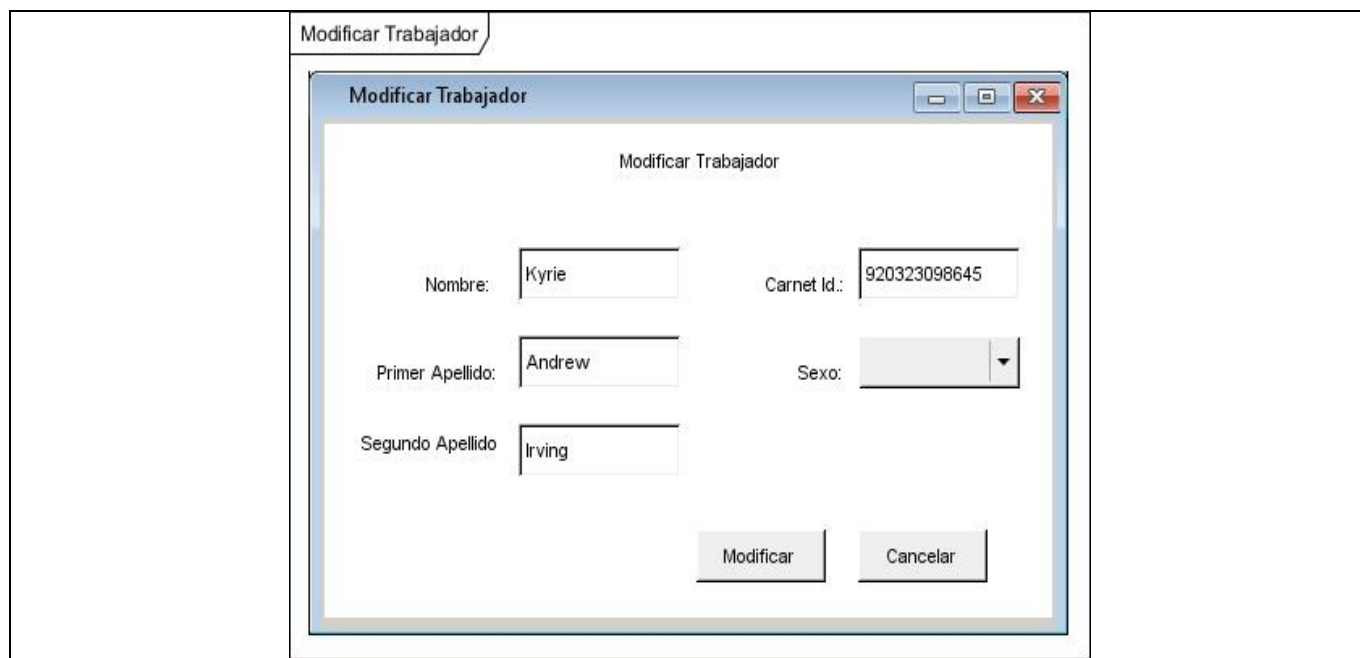 Modificar Trabajador
Modificar Trabajador
Modificar Trabajador
Nombre: Kyrie Carnet Id.: 920323098645
Primer Apellido: Andrew Sexo:
Segundo Apellido Irving
Modificar Cancelar